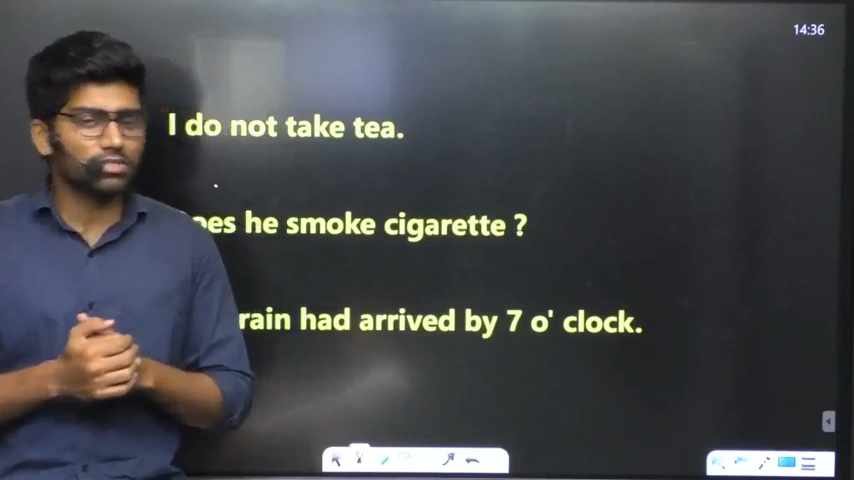 14:36
I do not take tea.
he smoke cigarette ?
had arrived by 7 o' clock.